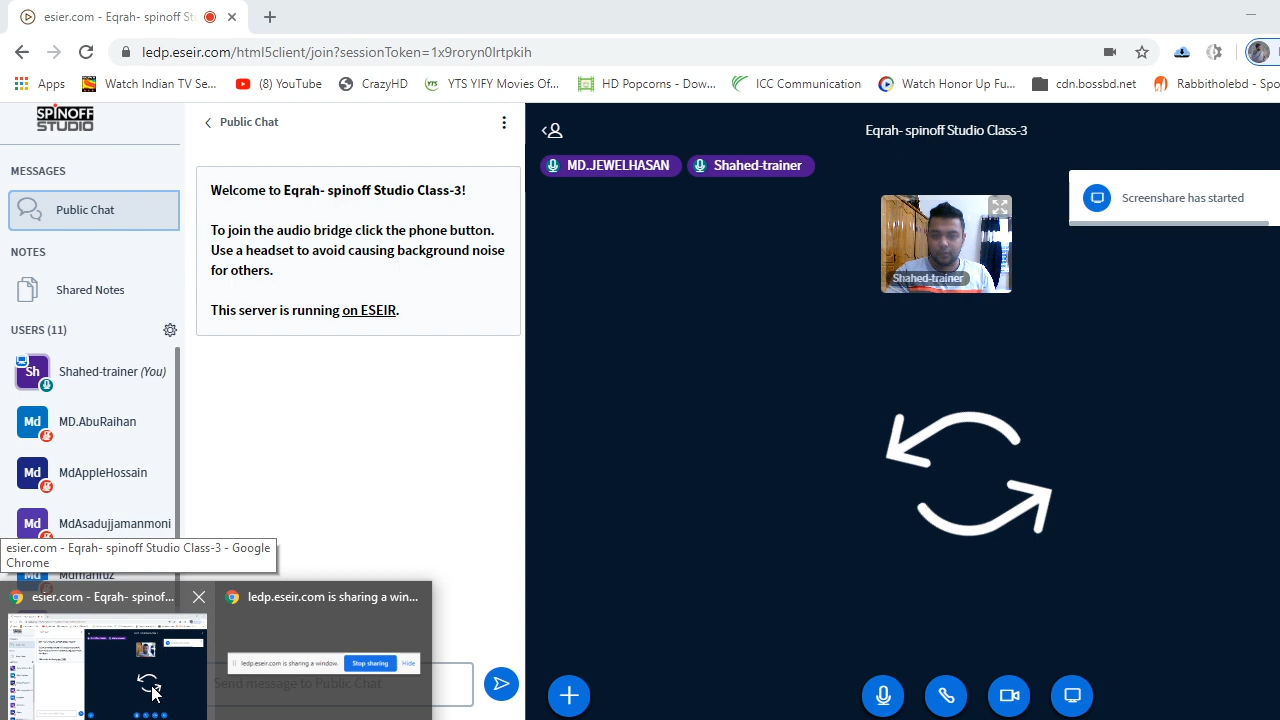 esier.com - Eqrah- spinoff St
ledp.eseir.com/html5client/join?sessionToken=1x9roryn0lrtpkih
Apps
Watch Indian TV Se...
(8) YouTube
CrazyHD
YTS YIFY Movies Of...
HD Popcorns - Dow...
ICC Communication
Watch Honor Up Fu...
cdn.bossbd.net
Rabbitholebd - Spo
SPINOFF
STUDIO
MESSAGES
Public Chat
NOTES
Shared Notes
USERS (11)
Sh Shahed-trainer (You)
Md MD.AbuRaihan
Md MdAppleHossain
Md MdAsadujjamanmoni
esier.com - Eqrah- spinoff Studio Class-3 - Google
Chrome
Public Chat
Welcome to Eqrah- spinoff Studio Class-3!
To join the audio bridge click the phone button.
Use a headset to avoid causing background noise
for others.
This server is running on ESEIR.
Eqrah- spinoff Studio Class-3
MD.JEWELHASAN
Shahed-trainer
Screenshare has started
Shahed-trainer
esier.com - Eqrah- spinof...
ledp.eseir.com is sharing a win...
ledp.eseir.com is sharing a window.
Stop sharing
Hide
Send message to Public Chat